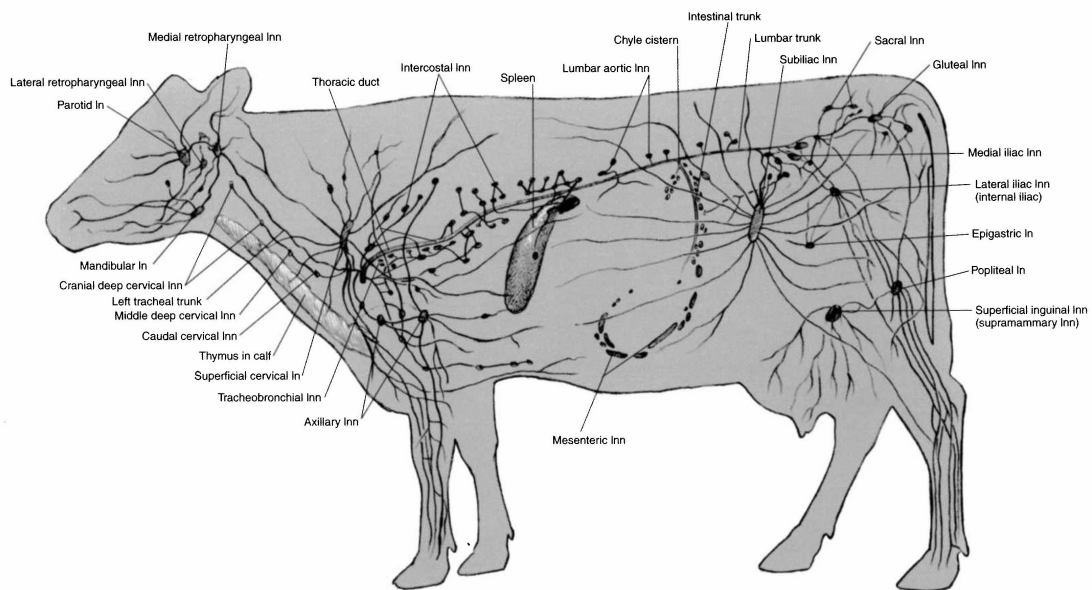 Medial retropharyngeal lnn
Lateral retropharyngeal lnn
Parotid ln
Thoracic duct
Intercostal lnn
Spleen
Lumbar aortic lnn
Chyle cistern
Intestinal trunk
Lumbar trunk
Subiliac lnn
Sacral lnn
Gluteal lnn
Medial iliac lnn
Lateral iliac lnn
(internal iliac)
Epigastric ln
Popliteal ln
Superficial inguinal lnn
(supramammary lnn)
Mandibular ln
Cranial deep cervical lnn
Left tracheal trunk
Middle deep cervical lnn
Caudal cervical lnn
Thymus in calf
Superficial cervical ln
Tracheobronchial lnn
Axillary lnn
Mesenteric lnn